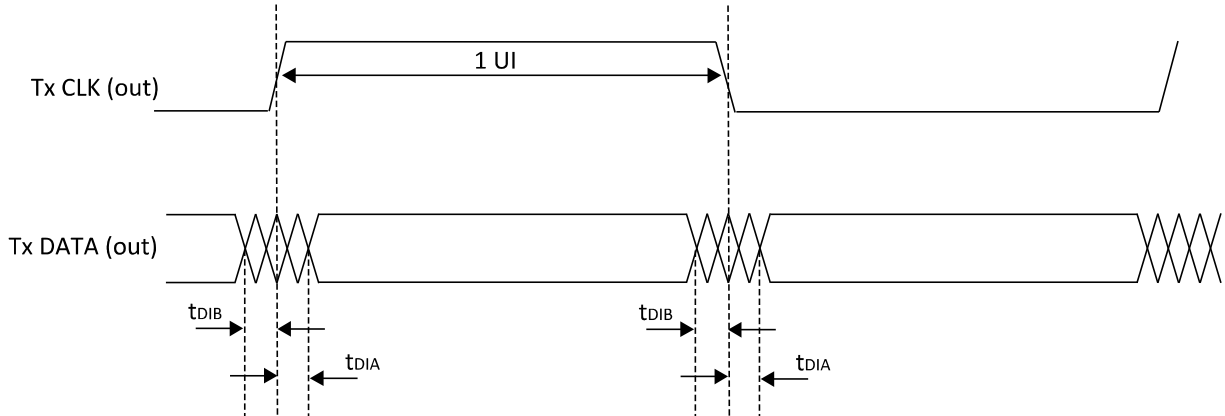 1 UI
Tx CLK (out)
Tx DATA (out)
tDIB
tDIB
tDIA
tDIA